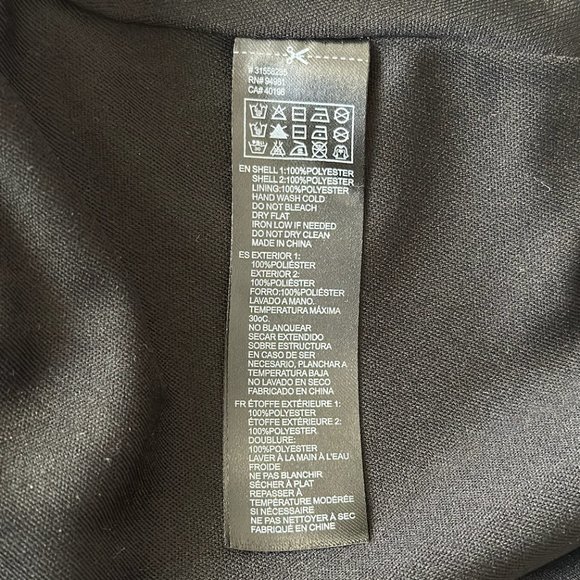 # 31558285
RN# 94981
CA# 40198
EN SHELL 1:100%POLYESTER
SHELL 2:100%POLYESTER
LINING:100%POLYESTER
HAND WASH COLD
DO NOT BLEACH
DRY FLAT
IRON LOW IF NEEDED
DO NOT DRY CLEAN
MADE IN CHINA
ES EXTERIOR 1:
100%POLIÉSTER
EXTERIOR 2:
100%POLIÉSTER
FORRO:100%POLIÉSTER
LAVADO A MANO.
TEMPERATURA MÁXIMA
30oC.
NO BLANQUEAR
SECAR EXTENDIDO
SOBRE ESTRUCTURA
EN CASO DE SER
NECESARIO, PLANCHAR A
TEMPERATURA BAJA
NO LAVADO EN SECO
FABRICADO EN CHINA
FR ÉTOFFE EXTÉRIEURE 1:
100%POLYESTER
ÉTOFFE EXTÉRIEURE 2:
100%POLYESTER
DOUBLURE:
100%POLYESTER
LAVER À LA MAIN À L'EAU
FROIDE
NE PAS BLANCHIR
SÉCHER À PLAT
REPASSER À
TEMPÉRATURE MODÉRÉE
SI NÉCESSAIRE
NE PAS NETTOYER À SEC
FABRIQUÉ EN CHINE